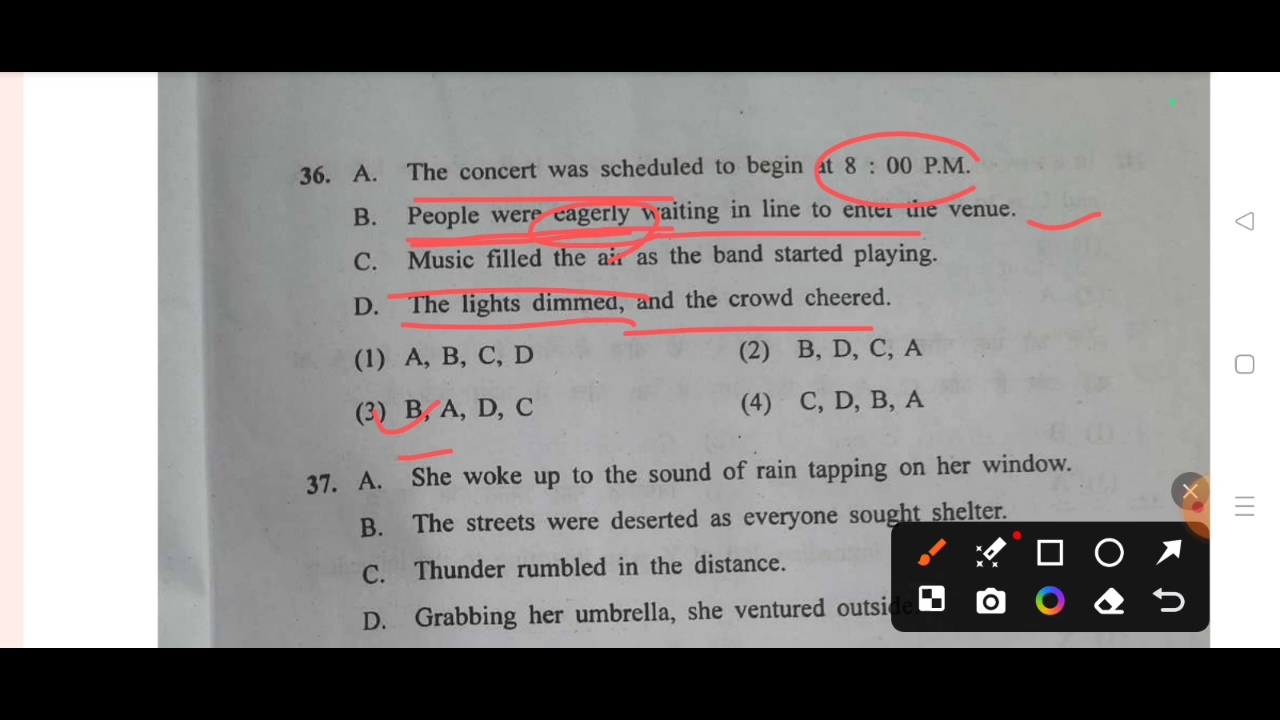 36. A. The concert was scheduled to begin at 8 : 00 P.M.
B. People were eagerly waiting in line to enter the venue.
C. Music filled the air as the band started playing.
D. The lights dimmed, and the crowd cheered.
(1) A, B, C, D (2) B, D, C, A
(3) B, A, D, C (4) C, D, B, A
37. A. She woke up to the sound of rain tapping on her window.
B. The streets were deserted as everyone sought shelter.
C. Thunder rumbled in the distance.
D. Grabbing her umbrella, she ventured